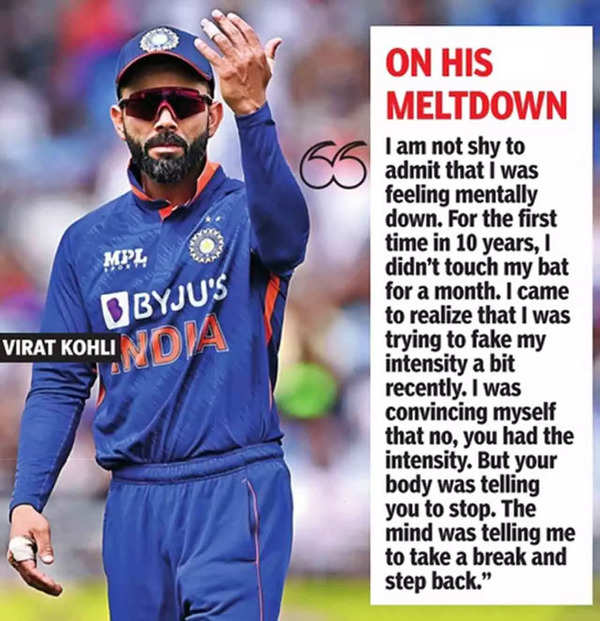 ON HIS
MELTDOWN
I am not shy to
admit that I was
feeling mentally
down. For the first
time in 10 years, I
didn’t touch my bat
for a month. I came
to realize that I was
trying to fake my
intensity a bit
recently. I was
convincing myself
that no, you had the
intensity. But your
body was telling
you to stop. The
mind was telling me
to take a break and
step back.”
MPL
SPORTS
BYJU'S
INDIA
VIRAT KOHLI